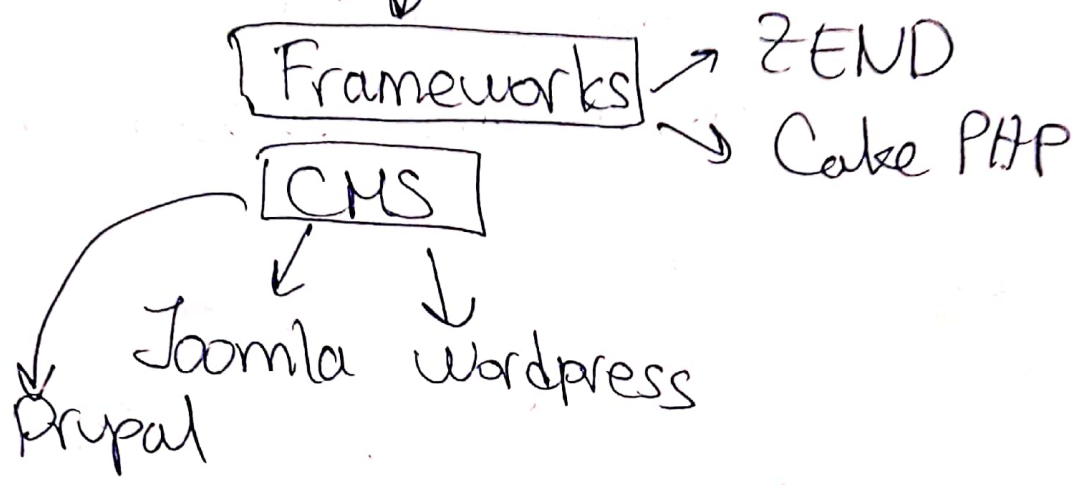 Frameworks
ZEND
Cake PHP
CMS
Joomla
Wordpress
Drupal